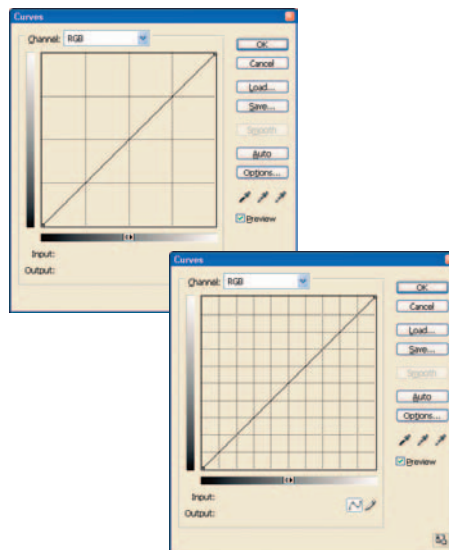 Curves
Channel: RGB
OK
Cancel
Load...
Save...
Smooth
Auto
Options...
Preview
Input:
Output:
Curves
Channel: RGB
OK
Cancel
Load...
Save...
Smooth
Auto
Options...
Preview
Input:
Output: